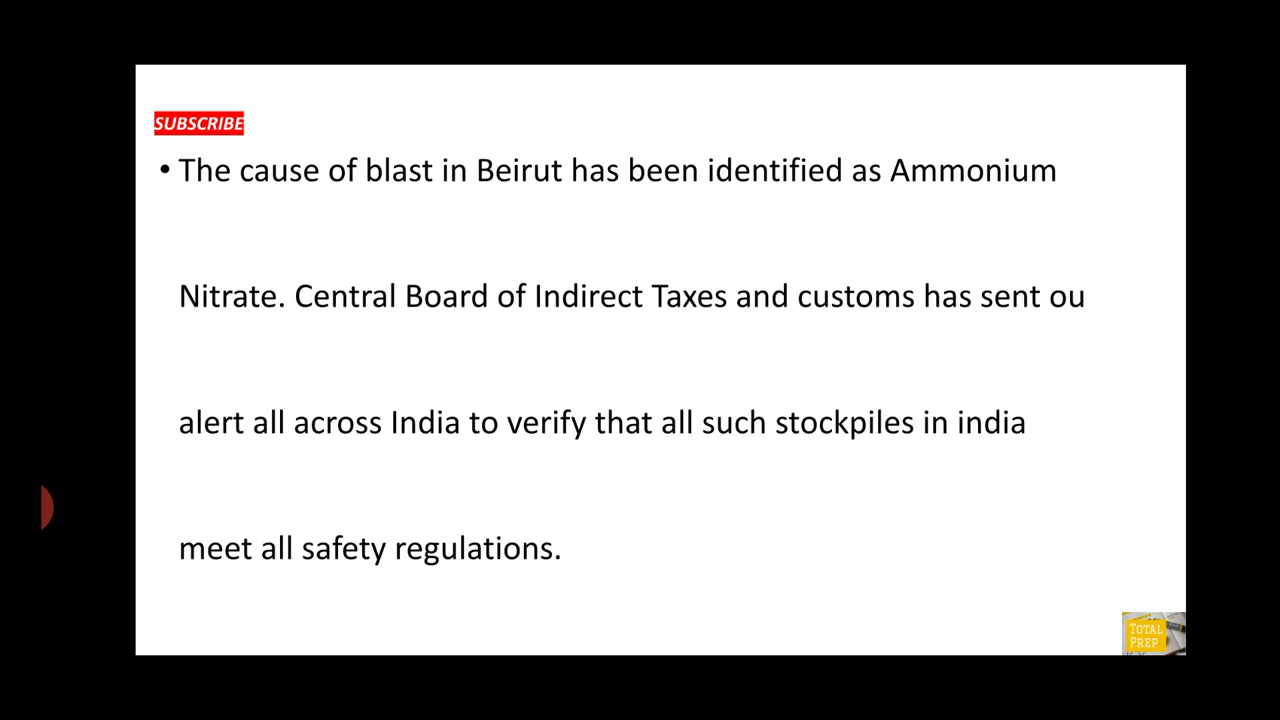 SUBSCRIBE
• The cause of blast in Beirut has been identified as Ammonium
Nitrate. Central Board of Indirect Taxes and customs has sent ou
alert all across India to verify that all such stockpiles in india
meet all safety regulations.
TOTAL
PREP